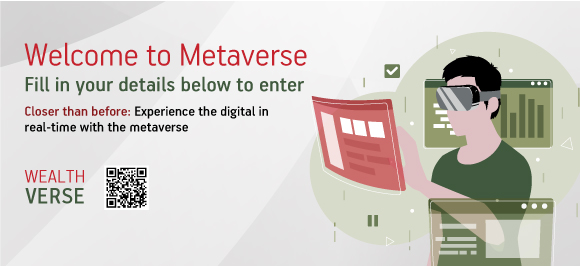 Welcome to Metaverse
Fill in your details below to enter
Closer than before: Experience the digital in
real-time with the metaverse
WEALTH
VERSE